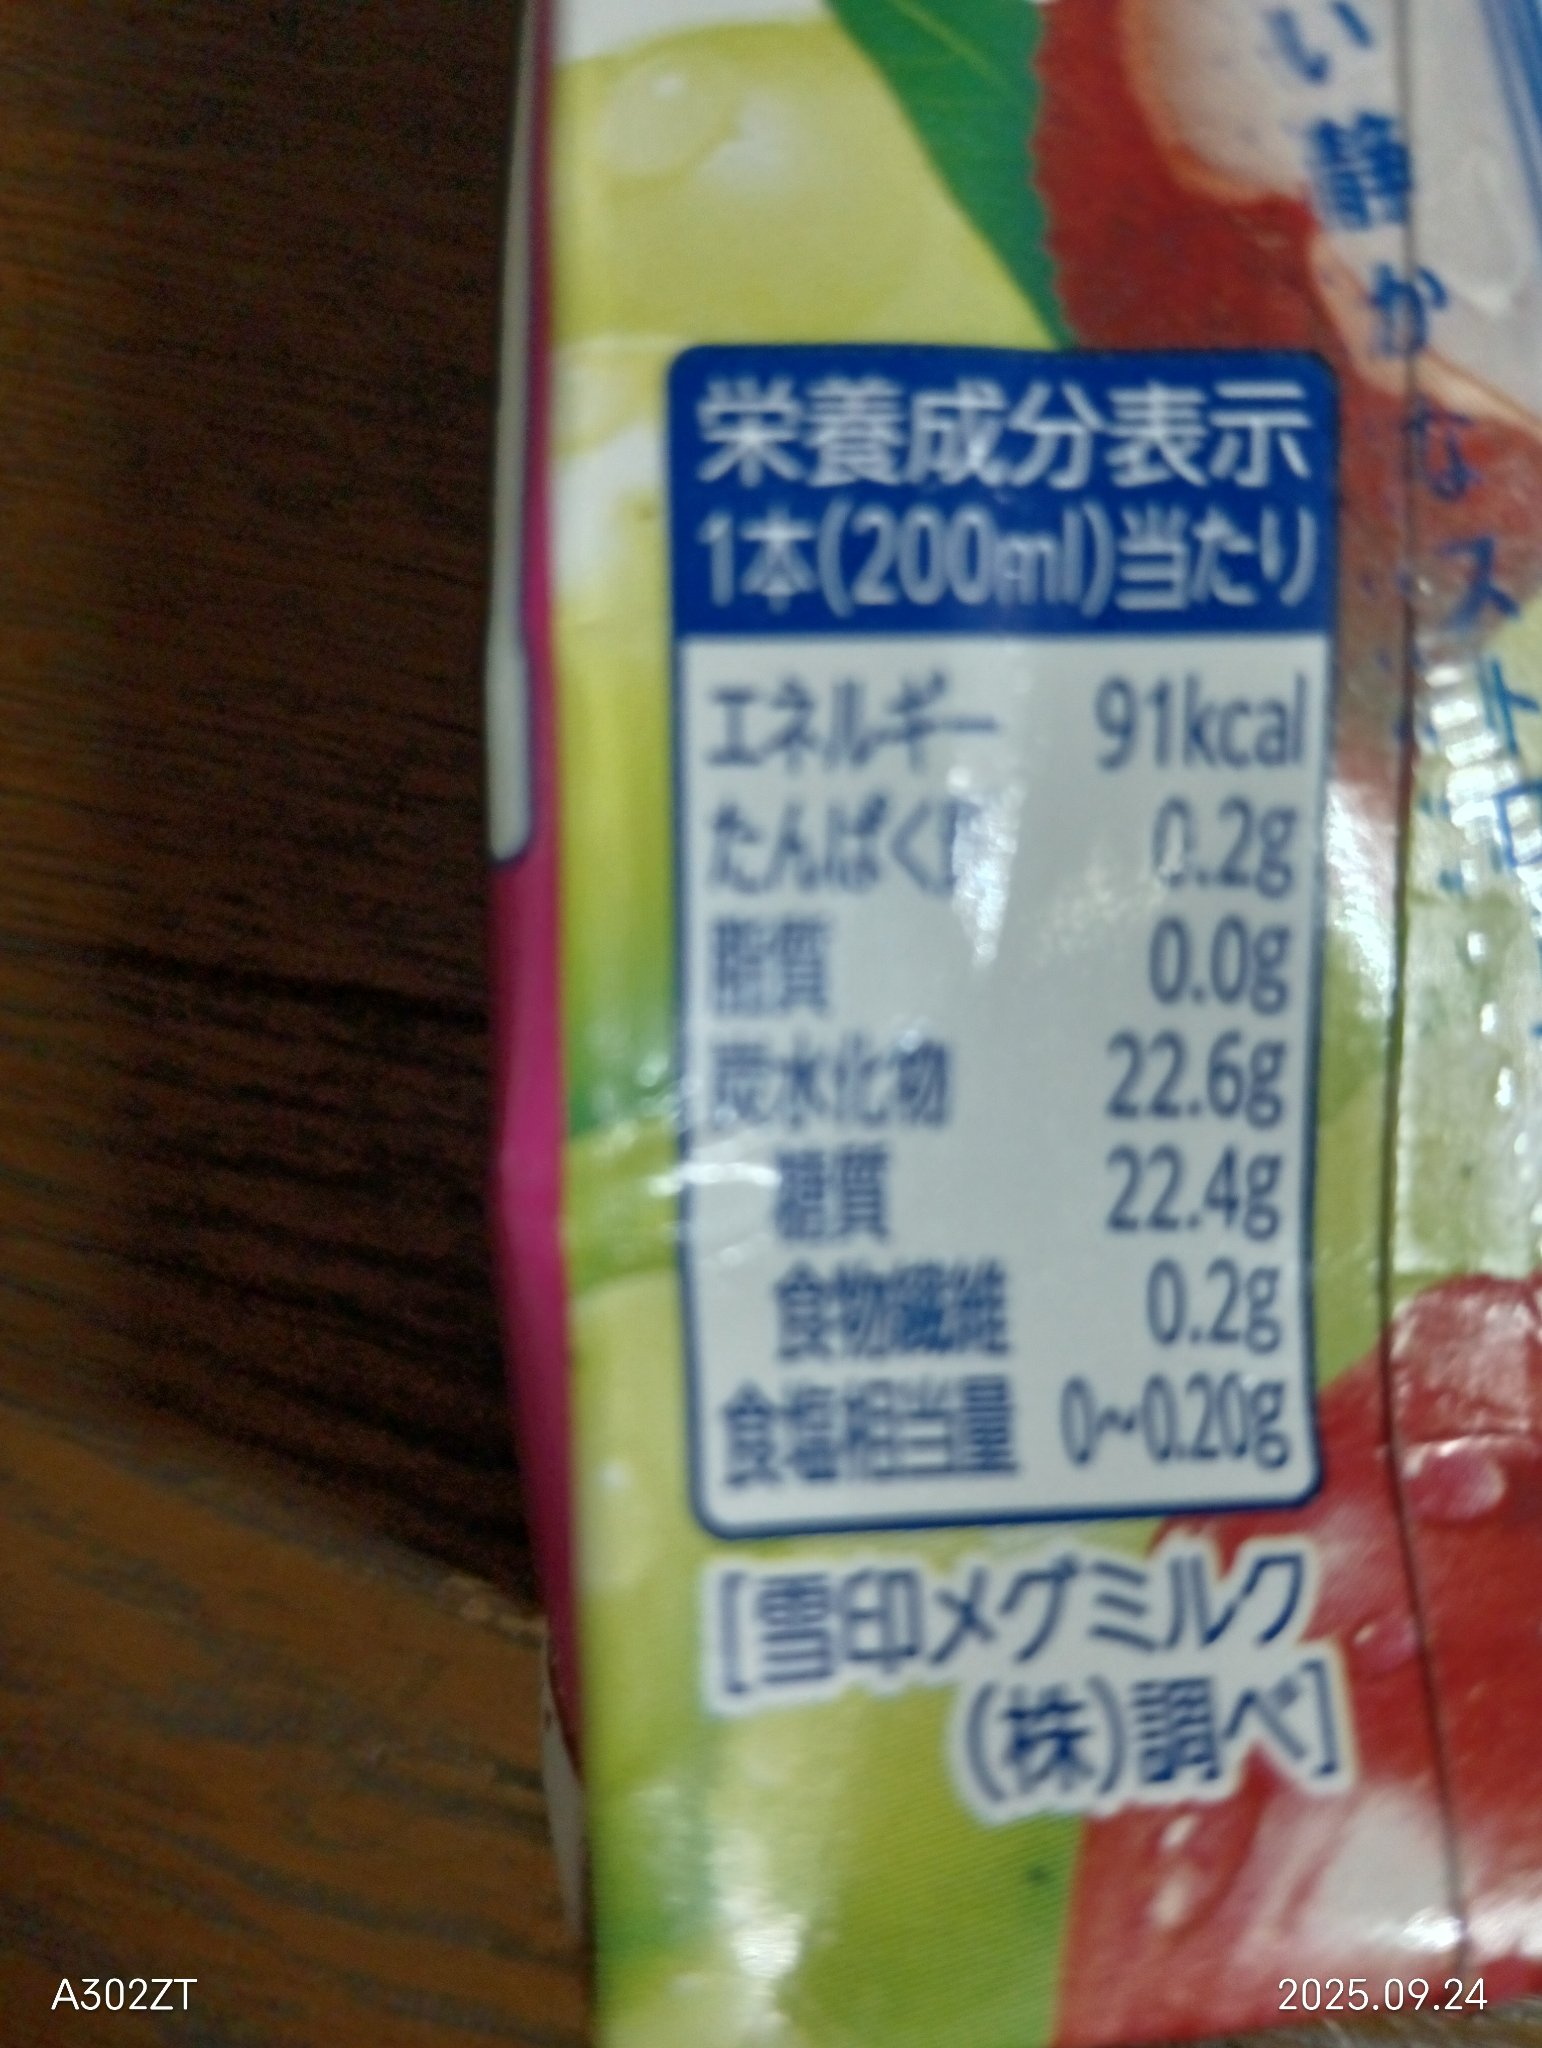 栄養成分表示
1本(200ml)当たり
エネルギー 91kcal
たんぱく質 0.2g
脂質 0.0g
炭水化物 22.6g
糖質 22.4g
食物繊維 0.2g
食塩相当量 0~0.20g
[雪印メグミルク
(株)調べ]
A302ZT
2025.09.24